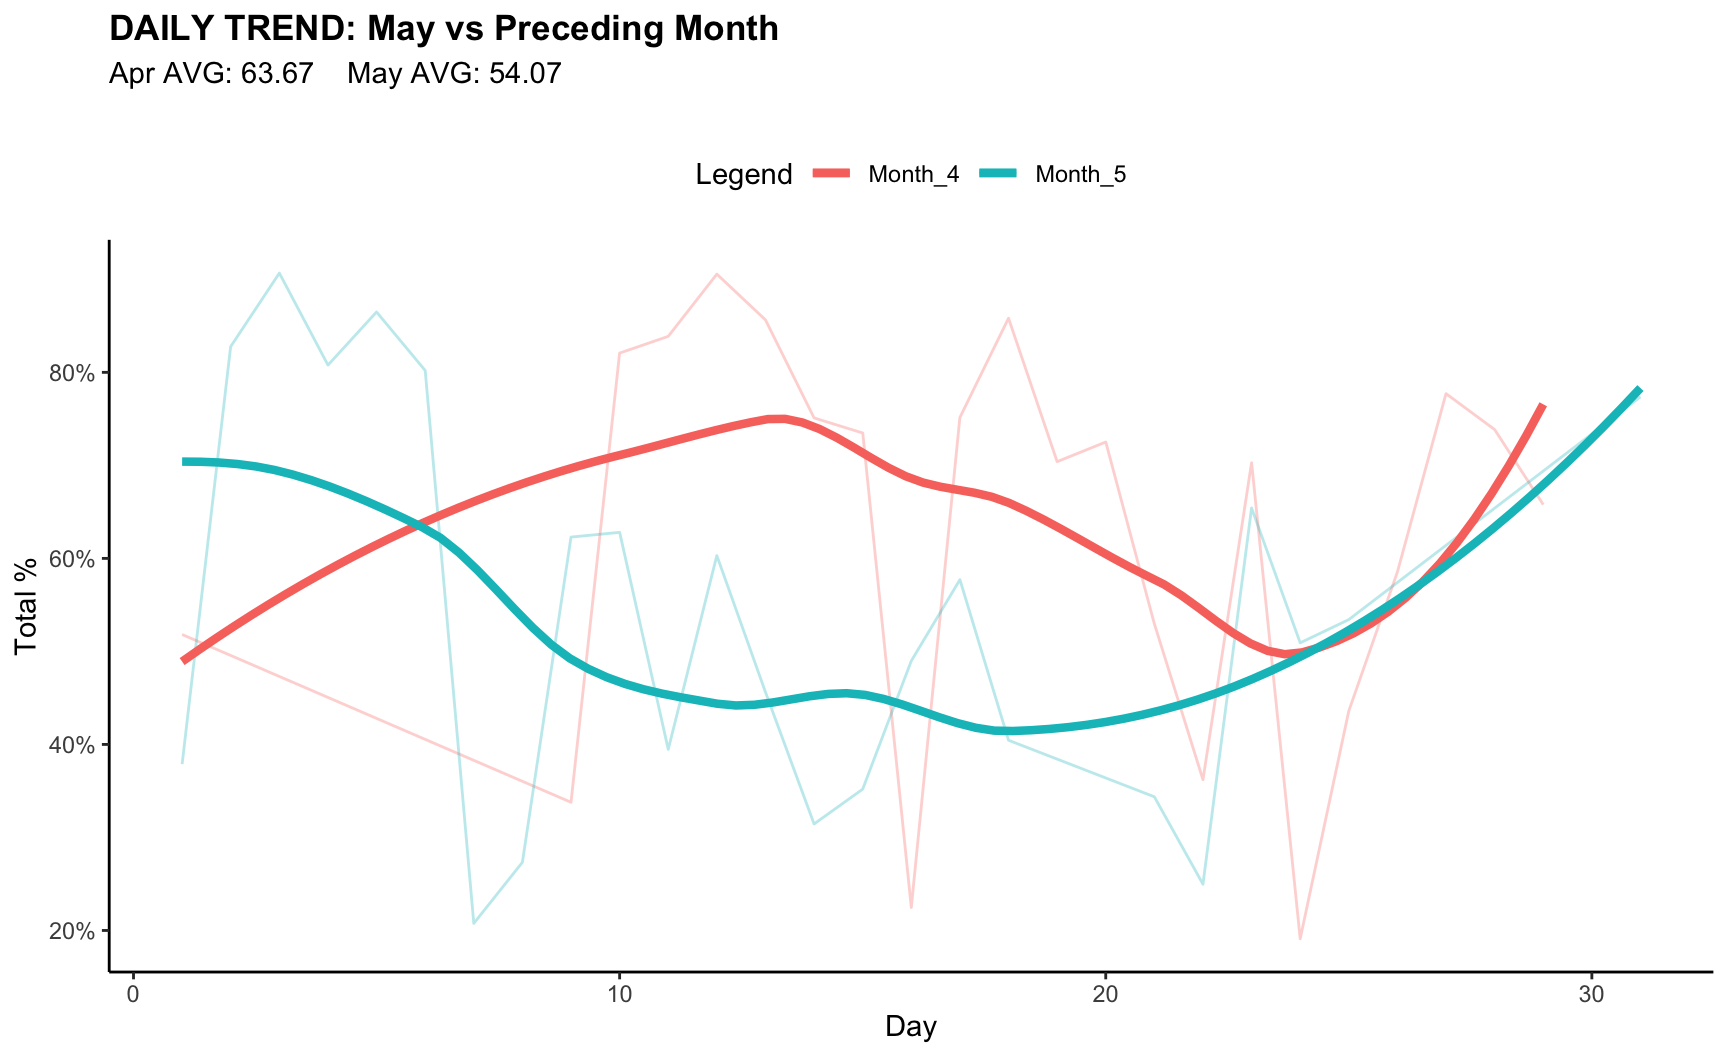 DAILY TREND: May vs Preceding Month
Apr AVG: 63.67    May AVG: 54.07
Legend Month_4 Month_5
Total %
80%
60%
40%
20%
0 10 20 30
Day